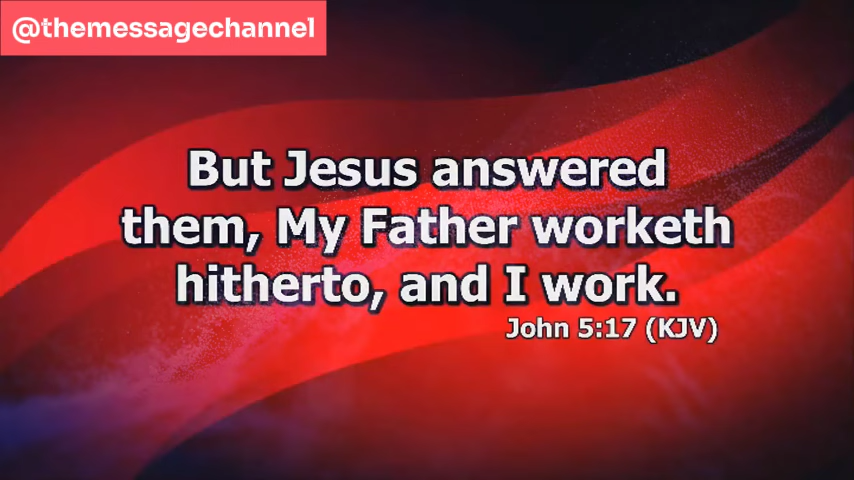 @themessagechannel
But Jesus answered
them, My Father worketh
hitherto, and I work.
John 5:17 (KJV)